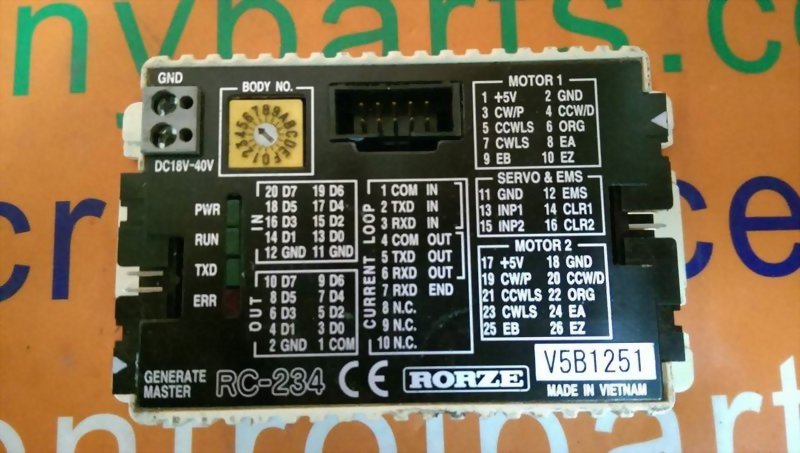 nyparts.co
GND
DC18V-40V
BODY NO.
0123456789ABCDEF
PWR
RUN
TXD
ERR
IN
20 D7 19 D6
18 D5 17 D4
16 D3 15 D2
14 D1 13 D0
12 GND 11 GND
OUT
10 D7 9 D6
8 D5 7 D4
6 D3 5 D2
4 D1 3 D0
2 GND 1 COM
CURRENT LOOP
1 COM IN
2 TXD IN
3 RXD IN
4 COM OUT
5 TXD OUT
6 RXD OUT
7 RXD END
8 N.C.
9 N.C.
10 N.C.
MOTOR 1
1 +5V 2 GND
3 CW/P 4 CCW/D
5 CCWLS 6 ORG
7 CWLS 8 EA
9 EB 10 EZ
SERVO & EMS
11 GND 12 EMS
13 INP1 14 CLR1
15 INP2 16 CLR2
MOTOR 2
17 +5V 18 GND
19 CW/P 20 CCW/D
21 CCWLS 22 ORG
23 CWLS 24 EA
25 EB 26 EZ
GENERATE
MASTER
RC-234 CE RORZE
V5B1251
MADE IN VIETNAM